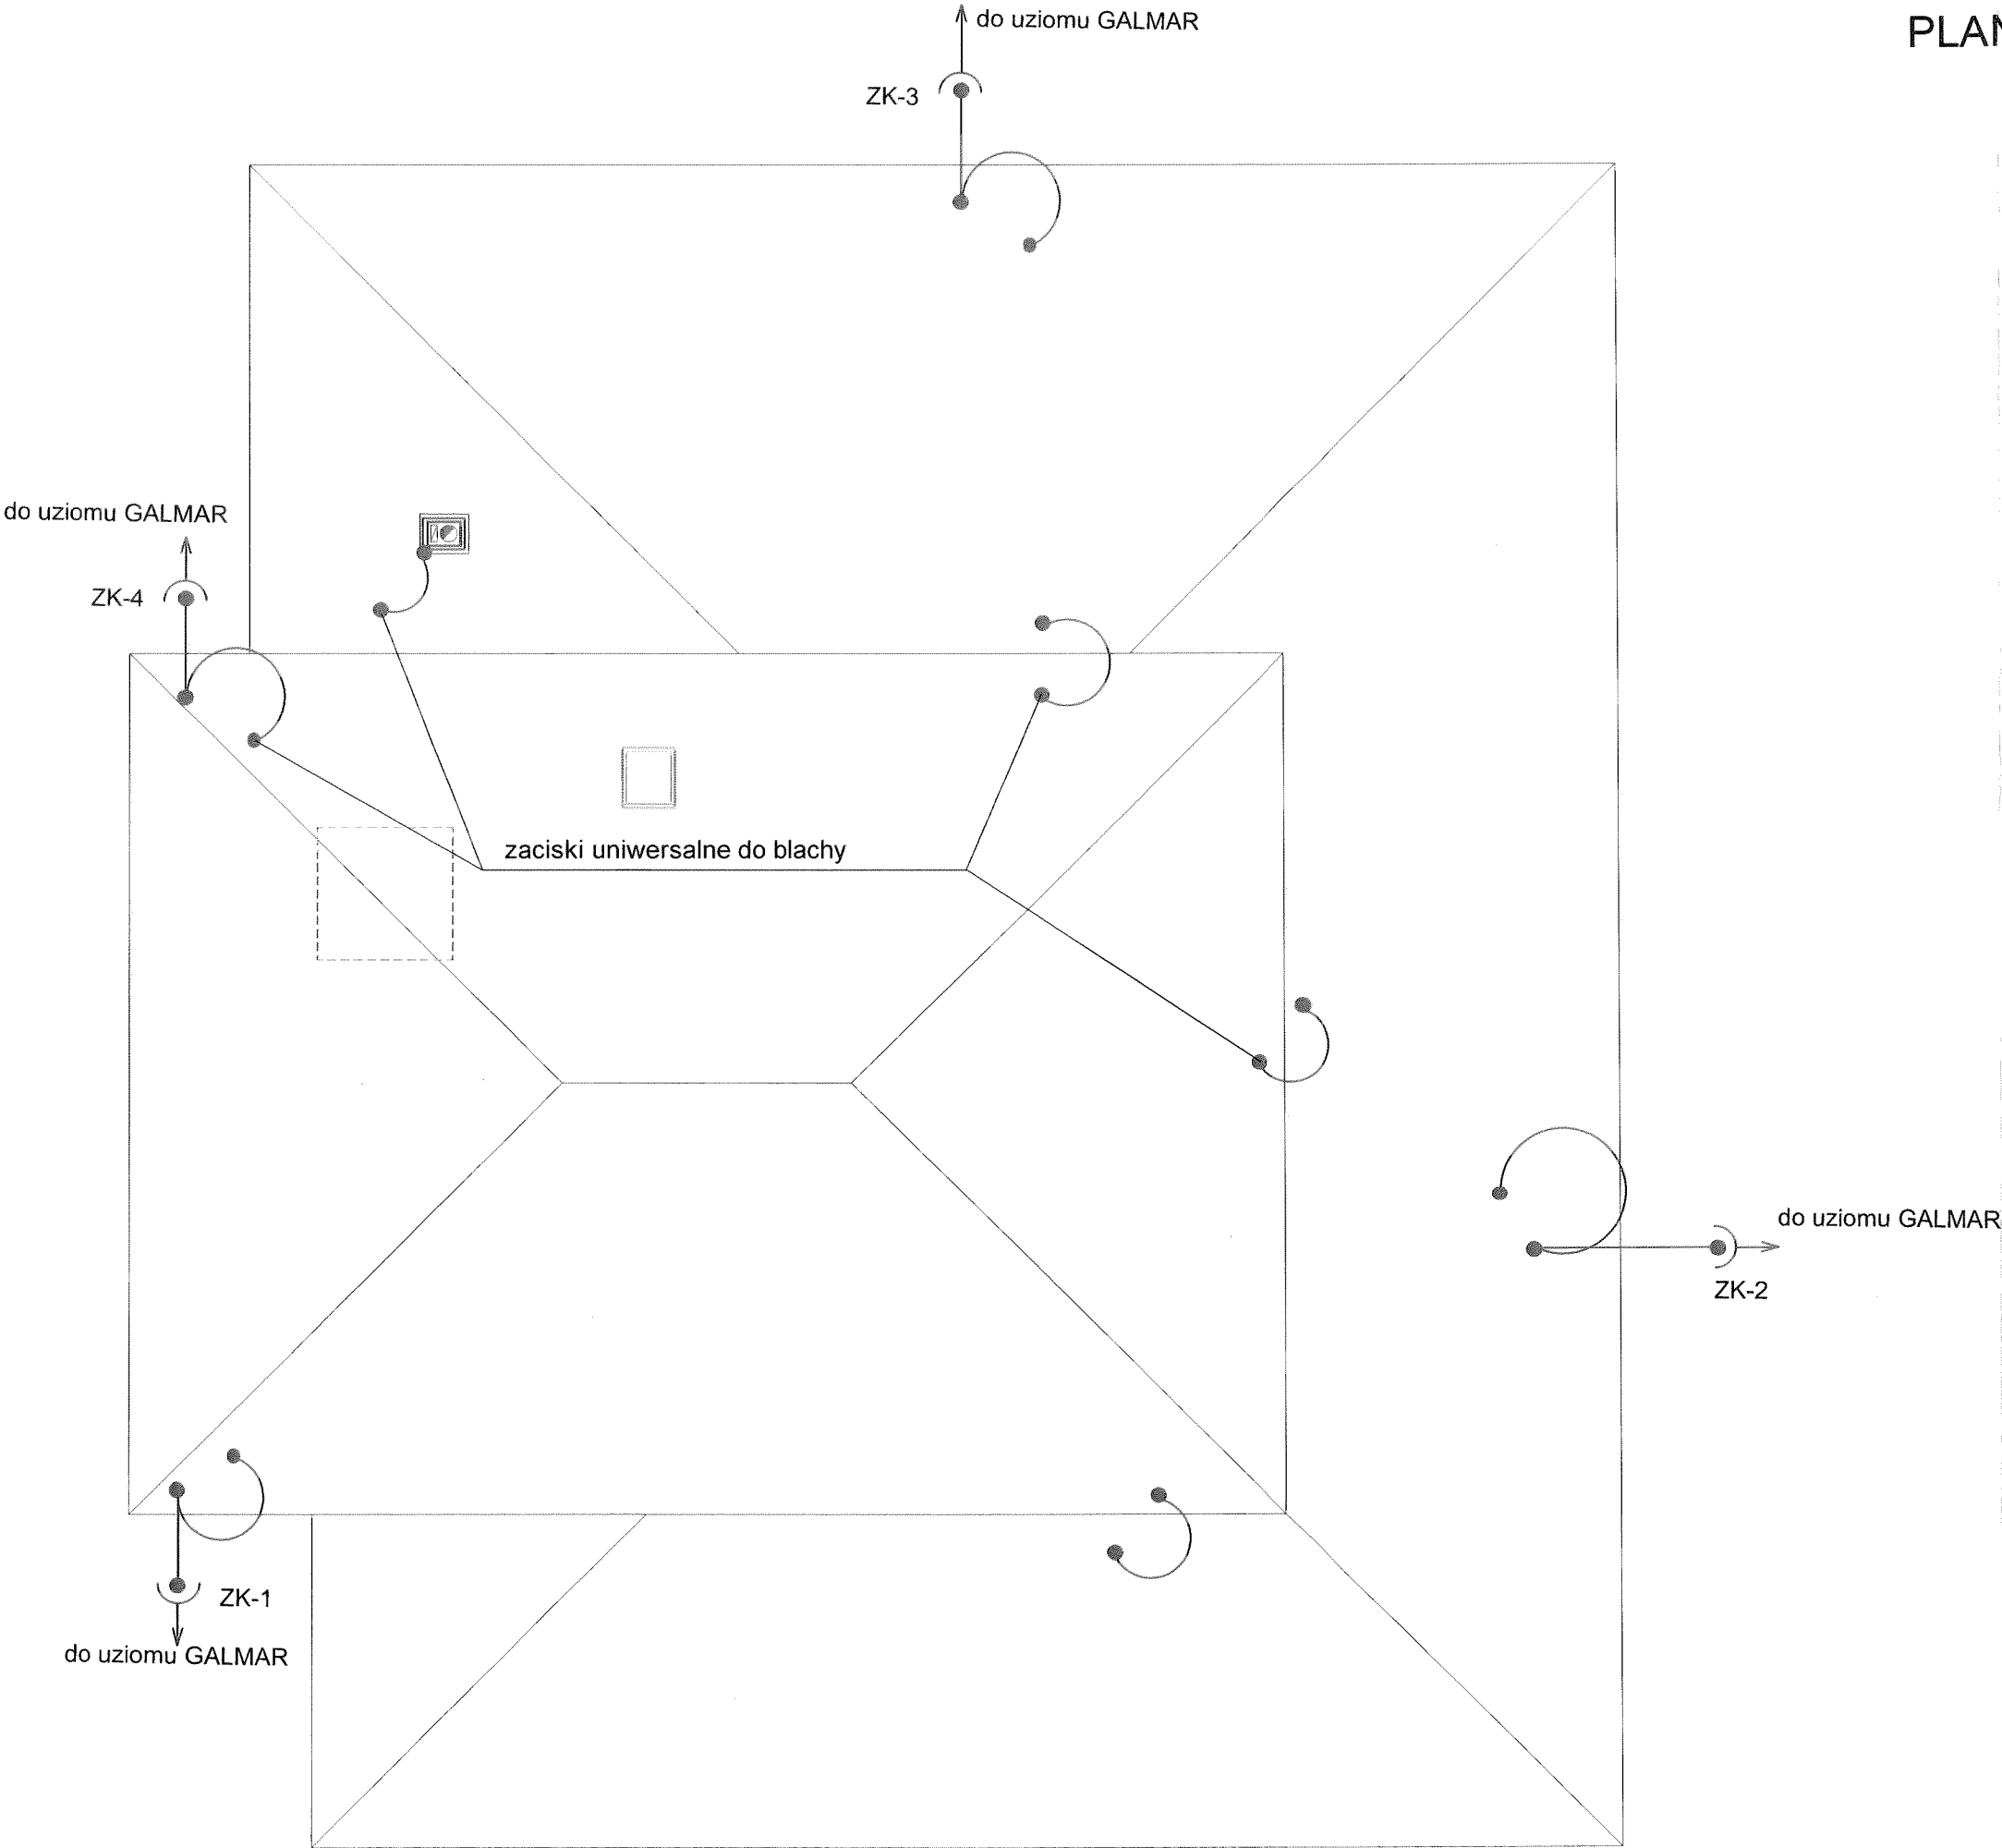 do uziomu GALMAR
PLAN
ZK-3
do uziomu GALMAR
ZK-4
zaciski uniwersalne do blachy
do uziomu GALMAR
ZK-2
ZK-1
do uziomu GALMAR